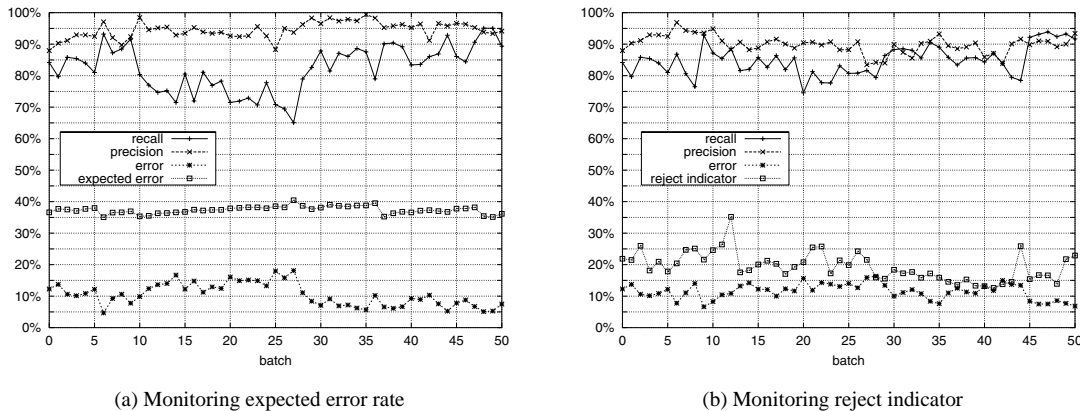 100%
90%
80%
70%
60%
50%
40%
30%
20%
10%
0%
recall
precision
error
expected error
0 5 10 15 20 25 30 35 40 45 50
batch
(a) Monitoring expected error rate
100%
90%
80%
70%
60%
50%
40%
30%
20%
10%
0%
recall
precision
error
reject indicator
0 5 10 15 20 25 30 35 40 45 50
batch
(b) Monitoring reject indicator